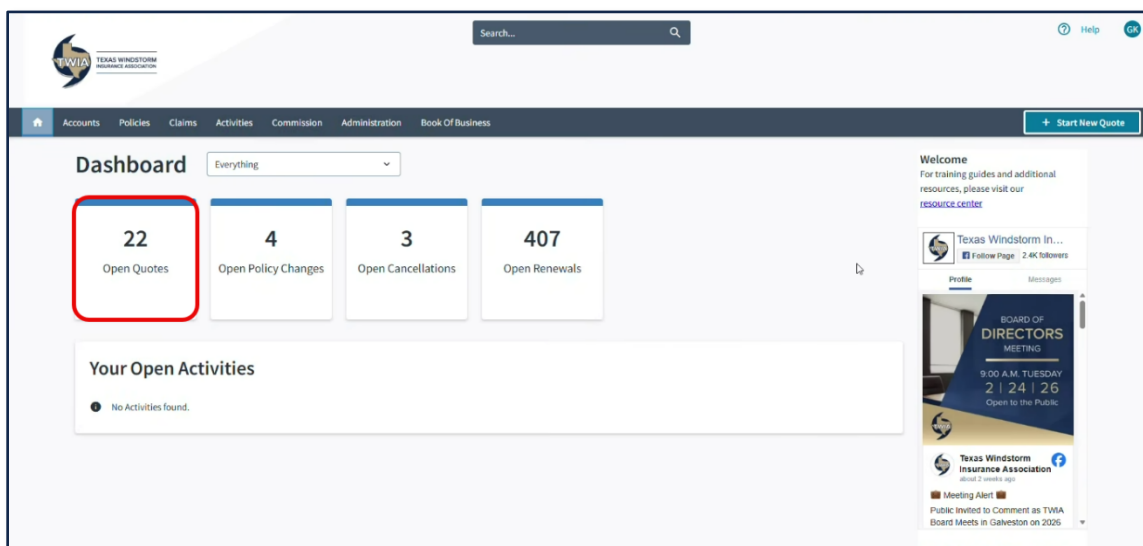 Search...
Help
GK
TWIA
TEXAS WINDSTORM
INSURANCE ASSOCIATION
Accounts Policies Claims Activities Commission Administration Book Of Business
+ Start New Quote
Dashboard
Everything
22
Open Quotes
4
Open Policy Changes
3
Open Cancellations
407
Open Renewals
Your Open Activities
No Activities found.
Welcome
For training guides and additional
resources, please visit our
resource center
Texas Windstorm In...
Follow Page 2.4K followers
Profile Messages
BOARD OF
DIRECTORS
MEETING
9:00 A.M. TUESDAY
2 | 24 | 26
Open to the Public
Texas Windstorm
Insurance Association
about 2 weeks ago
Meeting Alert
Public Invited to Comment as TWIA
Board Meets in Galveston on 2026